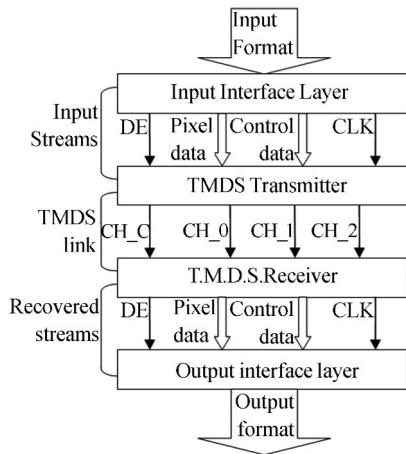 Input
Format
Input Interface Layer
Input
Streams
DE
Pixel
data
Control
data
CLK
TMDS Transmitter
TMDS
link
CH_C
CH_0
CH_1
CH_2
T.M.D.S.Receiver
Recovered
streams
DE
Pixel
data
Control
data
CLK
Output interface layer
Output
format